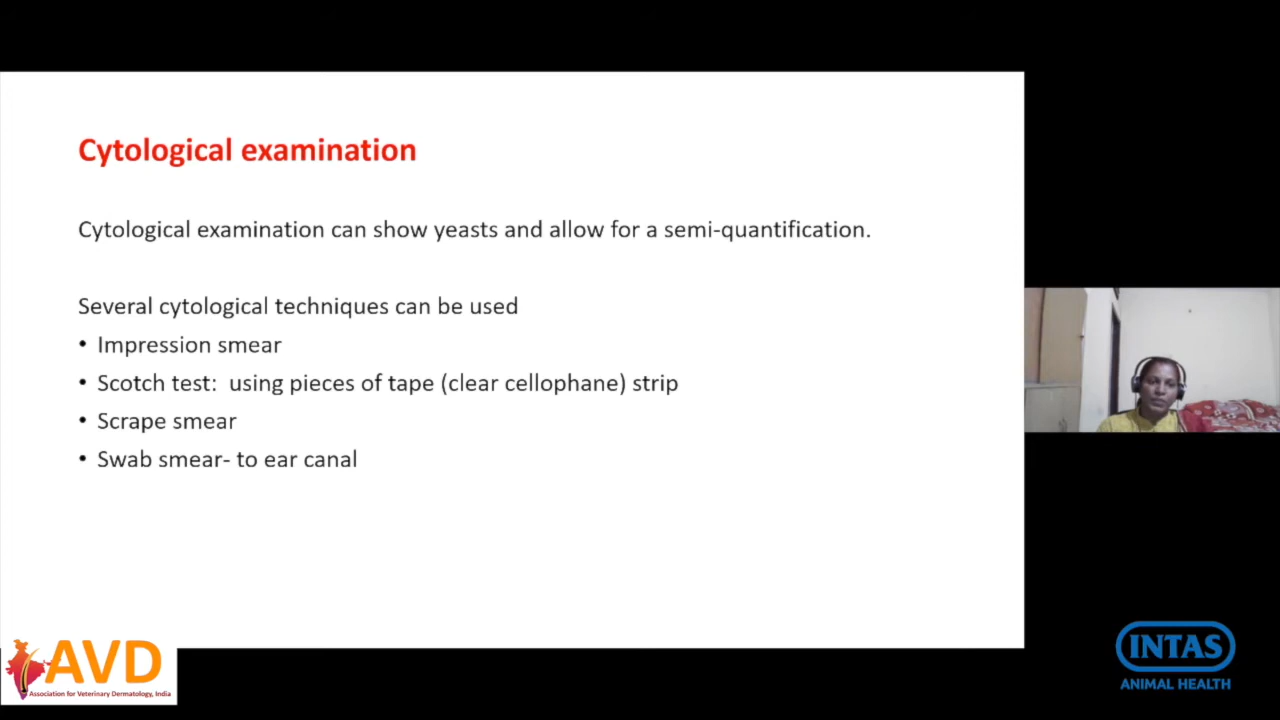 Cytological examination
Cytological examination can show yeasts and allow for a semi-quantification.
Several cytological techniques can be used
• Impression smear
• Scotch test:  using pieces of tape (clear cellophane) strip
• Scrape smear
• Swab smear- to ear canal
AVD
Association for Veterinary Dermatology, India
INTAS
ANIMAL HEALTH